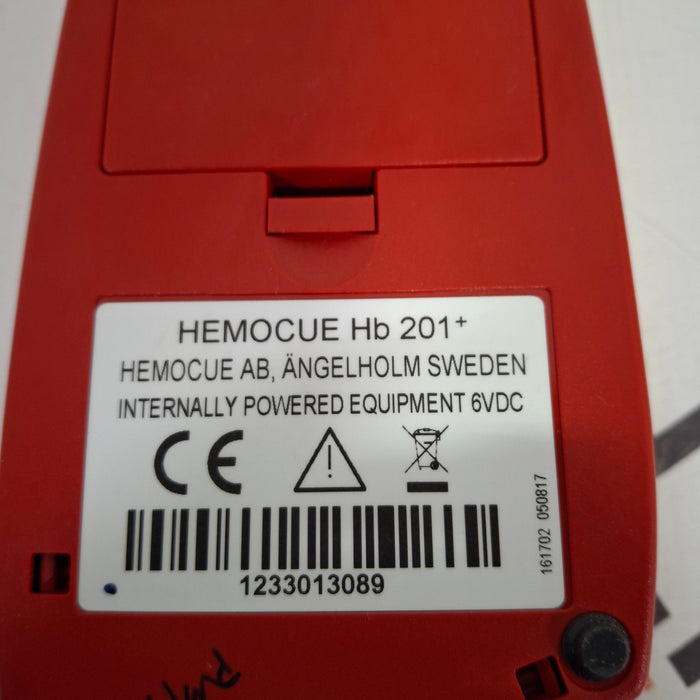 HEMOCUE Hb 201+
HEMOCUE AB, ÄNGELHOLM SWEDEN
INTERNALLY POWERED EQUIPMENT 6VDC
CE
1233013089
161702 050817